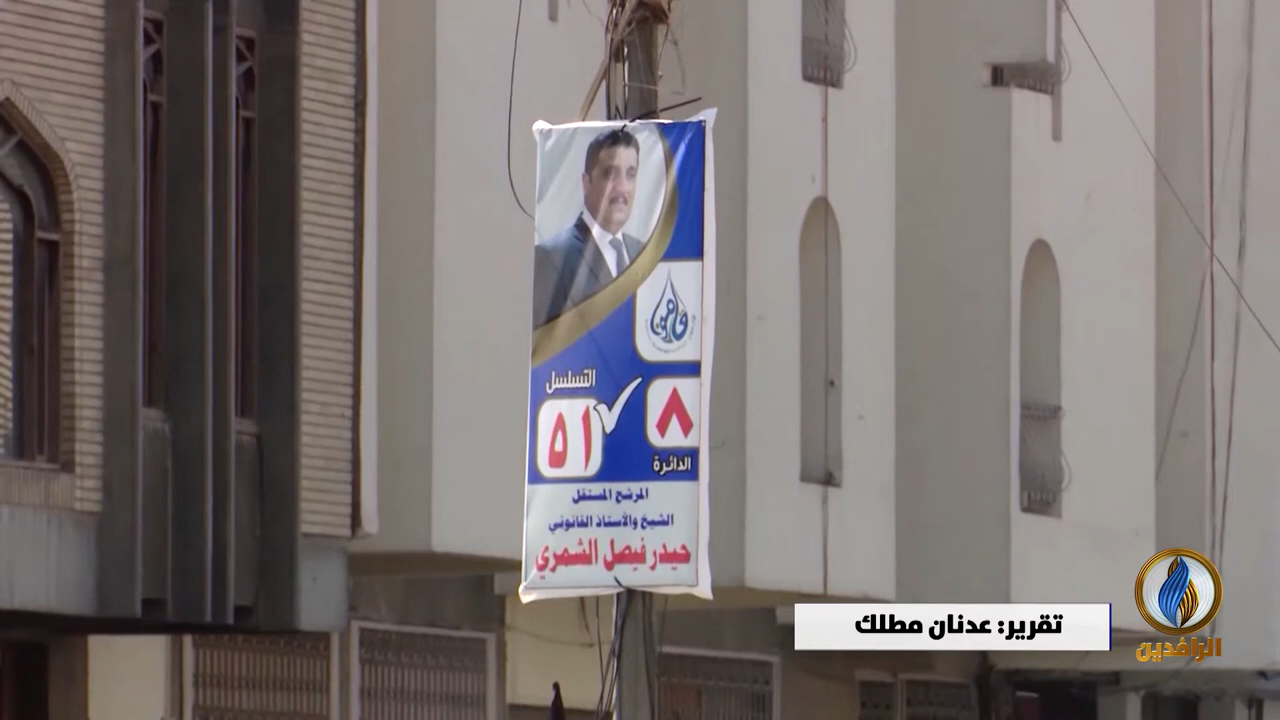 التسلسل
٥١
٨
الدائرة
المرشح المستقل
الشيخ والأستاذ القانوني
حيدر فيصل الشمري
تقرير: عدنان مطلك
الرافدين